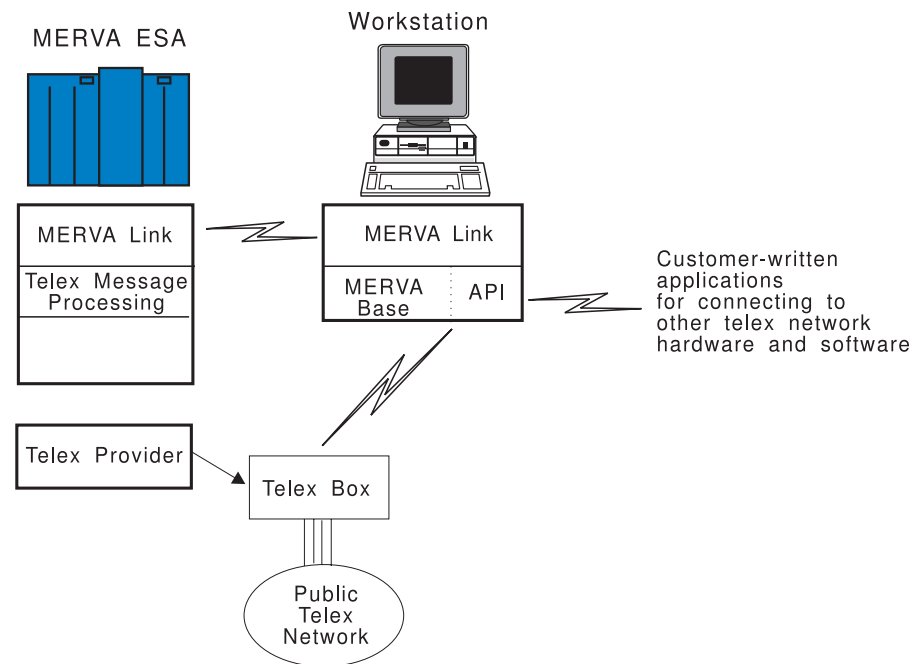 MERVA ESA
Workstation
MERVA Link
Telex Message
Processing
MERVA Link
MERVA
Base
API
Customer-written
applications
for connecting to
other telex network
hardware and software
Telex Provider
Telex Box
Public
Telex
Network